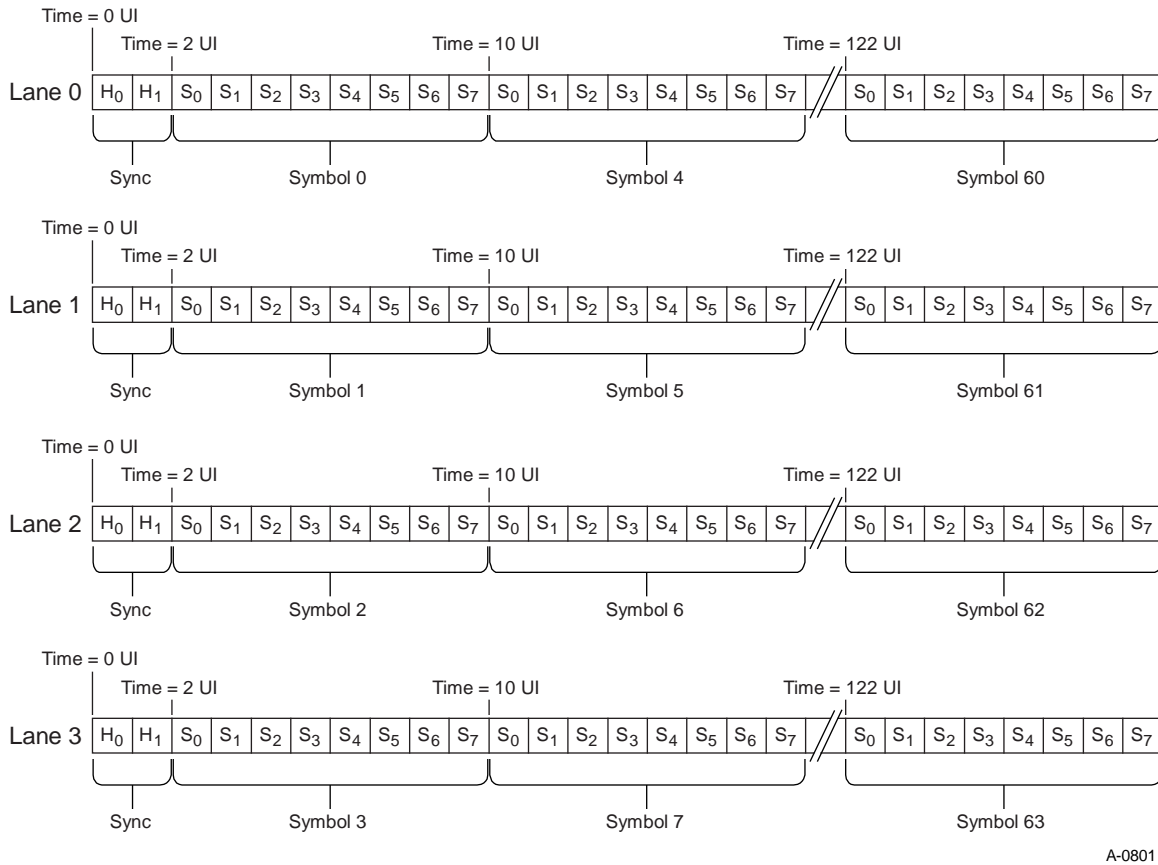 Time = 0 UI
Time = 2 UI Time = 10 UI Time = 122 UI
Lane 0 H0 H1 S0 S1 S2 S3 S4 S5 S6 S7 S0 S1 S2 S3 S4 S5 S6 S7 S0 S1 S2 S3 S4 S5 S6 S7
Sync Symbol 0 Symbol 4 Symbol 60
Time = 0 UI
Time = 2 UI Time = 10 UI Time = 122 UI
Lane 1 H0 H1 S0 S1 S2 S3 S4 S5 S6 S7 S0 S1 S2 S3 S4 S5 S6 S7 S0 S1 S2 S3 S4 S5 S6 S7
Sync Symbol 1 Symbol 5 Symbol 61
Time = 0 UI
Time = 2 UI Time = 10 UI Time = 122 UI
Lane 2 H0 H1 S0 S1 S2 S3 S4 S5 S6 S7 S0 S1 S2 S3 S4 S5 S6 S7 S0 S1 S2 S3 S4 S5 S6 S7
Sync Symbol 2 Symbol 6 Symbol 62
Time = 0 UI
Time = 2 UI Time = 10 UI Time = 122 UI
Lane 3 H0 H1 S0 S1 S2 S3 S4 S5 S6 S7 S0 S1 S2 S3 S4 S5 S6 S7 S0 S1 S2 S3 S4 S5 S6 S7
Sync Symbol 3 Symbol 7 Symbol 63
A-0801